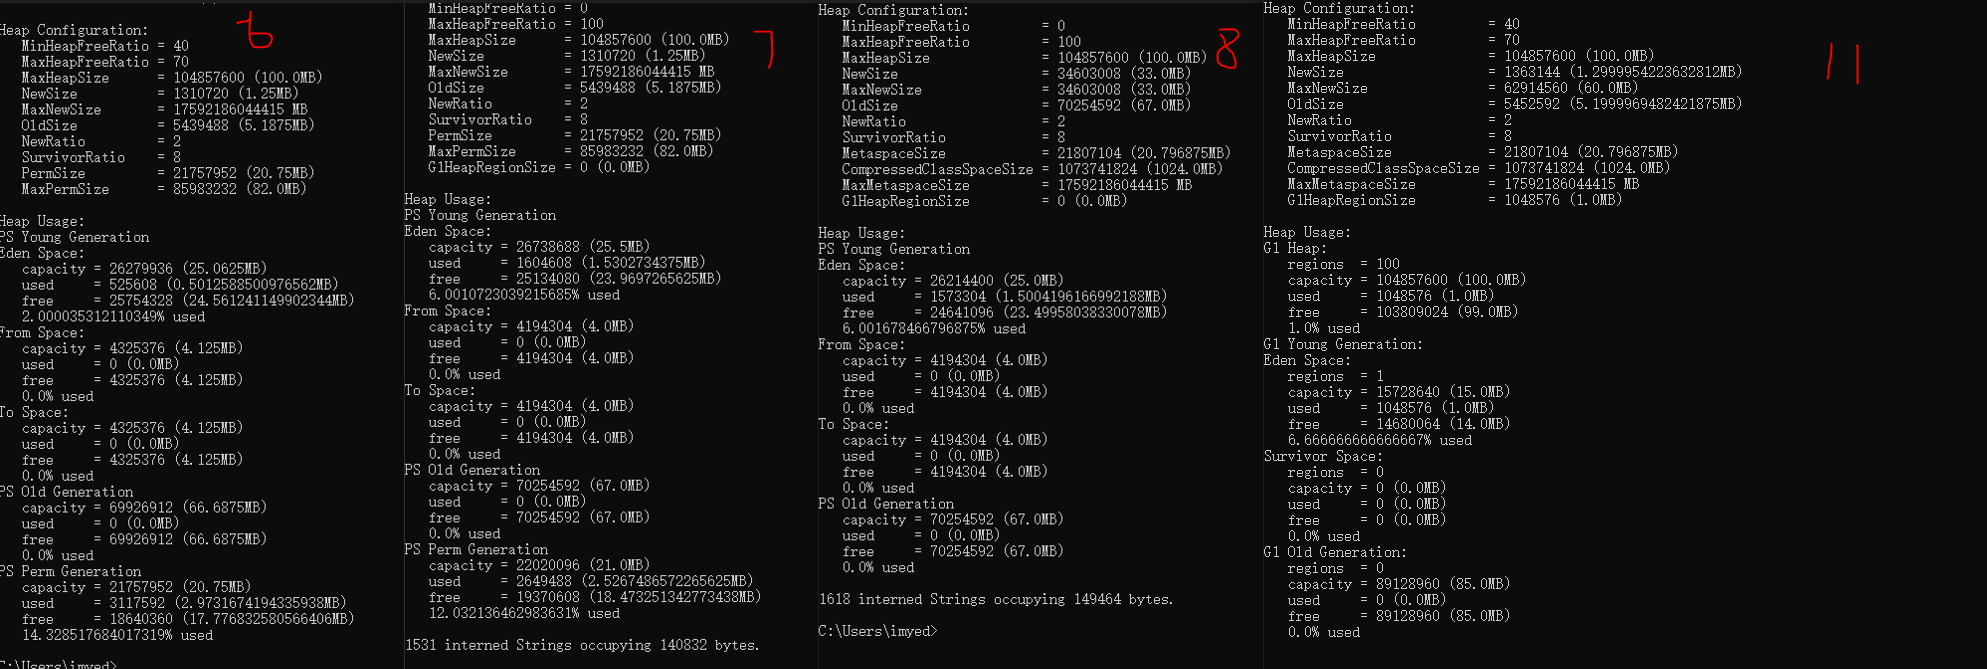 Heap Configuration:
MinHeapFreeRatio = 40
MaxHeapFreeRatio = 70
MaxHeapSize = 104857600 (100.0MB)
NewSize = 1310720 (1.25MB)
MaxNewSize = 17592186044415 MB
OldSize = 5439488 (5.1875MB)
NewRatio = 2
SurvivorRatio = 8
PermSize = 21757952 (20.75MB)
MaxPermSize = 85983232 (82.0MB)
Heap Usage:
PS Young Generation
Eden Space:
capacity = 26279936 (25.0625MB)
used = 525608 (0.5012588500976562MB)
free = 25754328 (24.561241149902344MB)
2.000035312110349% used
From Space:
capacity = 4325376 (4.125MB)
used = 0 (0.0MB)
free = 4325376 (4.125MB)
0.0% used
To Space:
capacity = 4325376 (4.125MB)
used = 0 (0.0MB)
free = 4325376 (4.125MB)
0.0% used
PS Old Generation
capacity = 69926912 (66.6875MB)
used = 0 (0.0MB)
free = 69926912 (66.6875MB)
0.0% used
PS Perm Generation
capacity = 21757952 (20.75MB)
used = 3117592 (2.9731674194335938MB)
free = 18640360 (17.776832580566406MB)
14.328517684017319% used
C:\Users\imyed>
6
MinHeapFreeRatio = 0
MaxHeapFreeRatio = 100
MaxHeapSize = 104857600 (100.0MB)
NewSize = 1310720 (1.25MB)
MaxNewSize = 17592186044415 MB
OldSize = 5439488 (5.1875MB)
NewRatio = 2
SurvivorRatio = 8
PermSize = 21757952 (20.75MB)
MaxPermSize = 85983232 (82.0MB)
G1HeapRegionSize = 0 (0.0MB)
Heap Usage:
PS Young Generation
Eden Space:
capacity = 26738688 (25.5MB)
used = 1604608 (1.5302734375MB)
free = 25134080 (23.9697265625MB)
6.0010723039215685% used
From Space:
capacity = 4194304 (4.0MB)
used = 0 (0.0MB)
free = 4194304 (4.0MB)
0.0% used
To Space:
capacity = 4194304 (4.0MB)
used = 0 (0.0MB)
free = 4194304 (4.0MB)
0.0% used
PS Old Generation
capacity = 70254592 (67.0MB)
used = 0 (0.0MB)
free = 70254592 (67.0MB)
0.0% used
PS Perm Generation
capacity = 22020096 (21.0MB)
used = 2649488 (2.5267486572265625MB)
free = 19370608 (18.473251342773438MB)
12.032136462983631% used
1531 interned Strings occupying 140832 bytes.
7
Heap Configuration:
MinHeapFreeRatio = 0
MaxHeapFreeRatio = 100
MaxHeapSize = 104857600 (100.0MB)
NewSize = 34603008 (33.0MB)
MaxNewSize = 34603008 (33.0MB)
OldSize = 70254592 (67.0MB)
NewRatio = 2
SurvivorRatio = 8
MetaspaceSize = 21807104 (20.796875MB)
CompressedClassSpaceSize = 1073741824 (1024.0MB)
MaxMetaspaceSize = 17592186044415 MB
G1HeapRegionSize = 0 (0.0MB)
Heap Usage:
PS Young Generation
Eden Space:
capacity = 26214400 (25.0MB)
used = 1573304 (1.5004196166992188MB)
free = 24641096 (23.49958038330078MB)
6.001678466796875% used
From Space:
capacity = 4194304 (4.0MB)
used = 0 (0.0MB)
free = 4194304 (4.0MB)
0.0% used
To Space:
capacity = 4194304 (4.0MB)
used = 0 (0.0MB)
free = 4194304 (4.0MB)
0.0% used
PS Old Generation
capacity = 70254592 (67.0MB)
used = 0 (0.0MB)
free = 70254592 (67.0MB)
0.0% used
1618 interned Strings occupying 149464 bytes.
C:\Users\imyed>
8
Heap Configuration:
MinHeapFreeRatio = 40
MaxHeapFreeRatio = 70
MaxHeapSize = 104857600 (100.0MB)
NewSize = 1363144 (1.2999954223632812MB)
MaxNewSize = 62914560 (60.0MB)
OldSize = 5452592 (5.1999969482421875MB)
NewRatio = 2
SurvivorRatio = 8
MetaspaceSize = 21807104 (20.796875MB)
CompressedClassSpaceSize = 1073741824 (1024.0MB)
MaxMetaspaceSize = 17592186044415 MB
G1HeapRegionSize = 1048576 (1.0MB)
Heap Usage:
G1 Heap:
regions = 100
capacity = 104857600 (100.0MB)
used = 1048576 (1.0MB)
free = 103809024 (99.0MB)
1.0% used
G1 Young Generation:
Eden Space:
regions = 1
capacity = 15728640 (15.0MB)
used = 1048576 (1.0MB)
free = 14680064 (14.0MB)
6.666666666666667% used
Survivor Space:
regions = 0
capacity = 0 (0.0MB)
used = 0 (0.0MB)
free = 0 (0.0MB)
0.0% used
G1 Old Generation:
regions = 0
capacity = 89128960 (85.0MB)
used = 0 (0.0MB)
free = 89128960 (85.0MB)
0.0% used
11